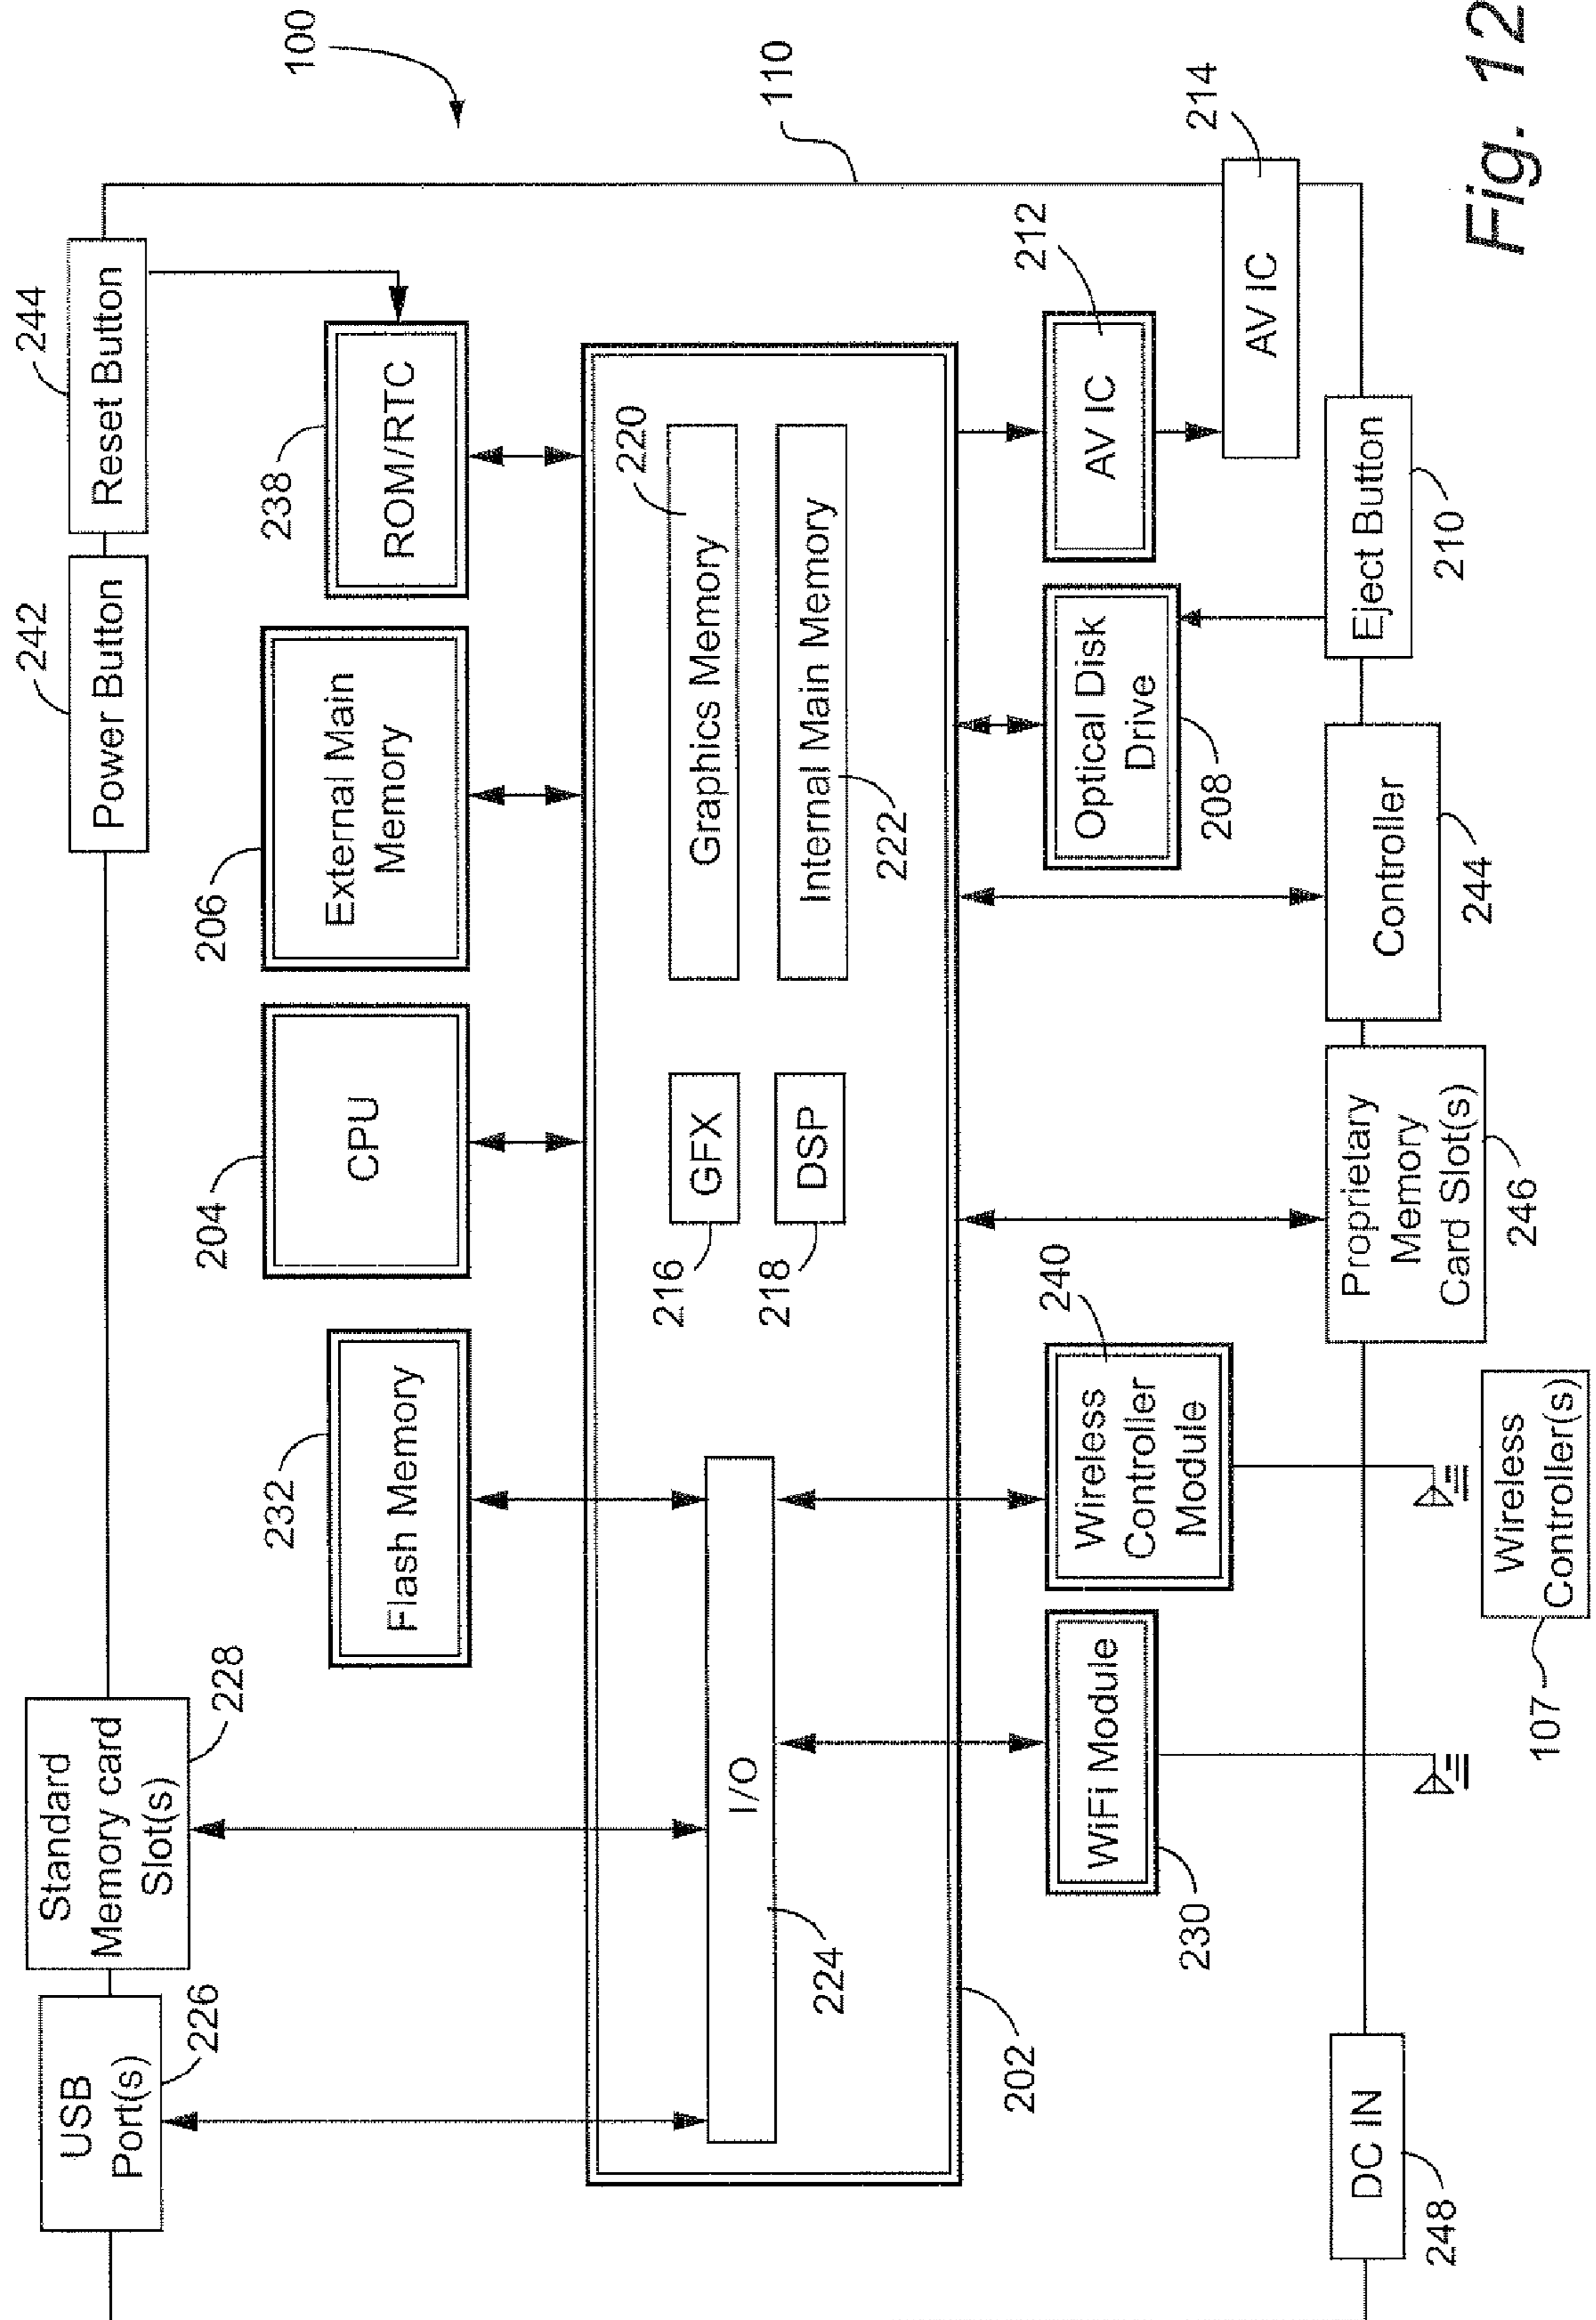 USB
Port(s)
226
Standard
Memory card
Slot(s)
228
242
Power Button
244
Reset Button
100
232
Flash Memory
204
CPU
206
External Main
Memory
238
ROM/RTC
110
I/O
224
216
GFX
218
DSP
220
Graphics Memory
Internal Main Memory
222
202
WiFi Module
230
240
Wireless
Controller
Module
Optical Disk
Drive
208
212
AV IC
214
AV IC
DC IN
248
107
Wireless
Controller(s)
Proprietary
Memory
Card Slot(s)
246
Controller
244
Eject Button
210
Fig. 12